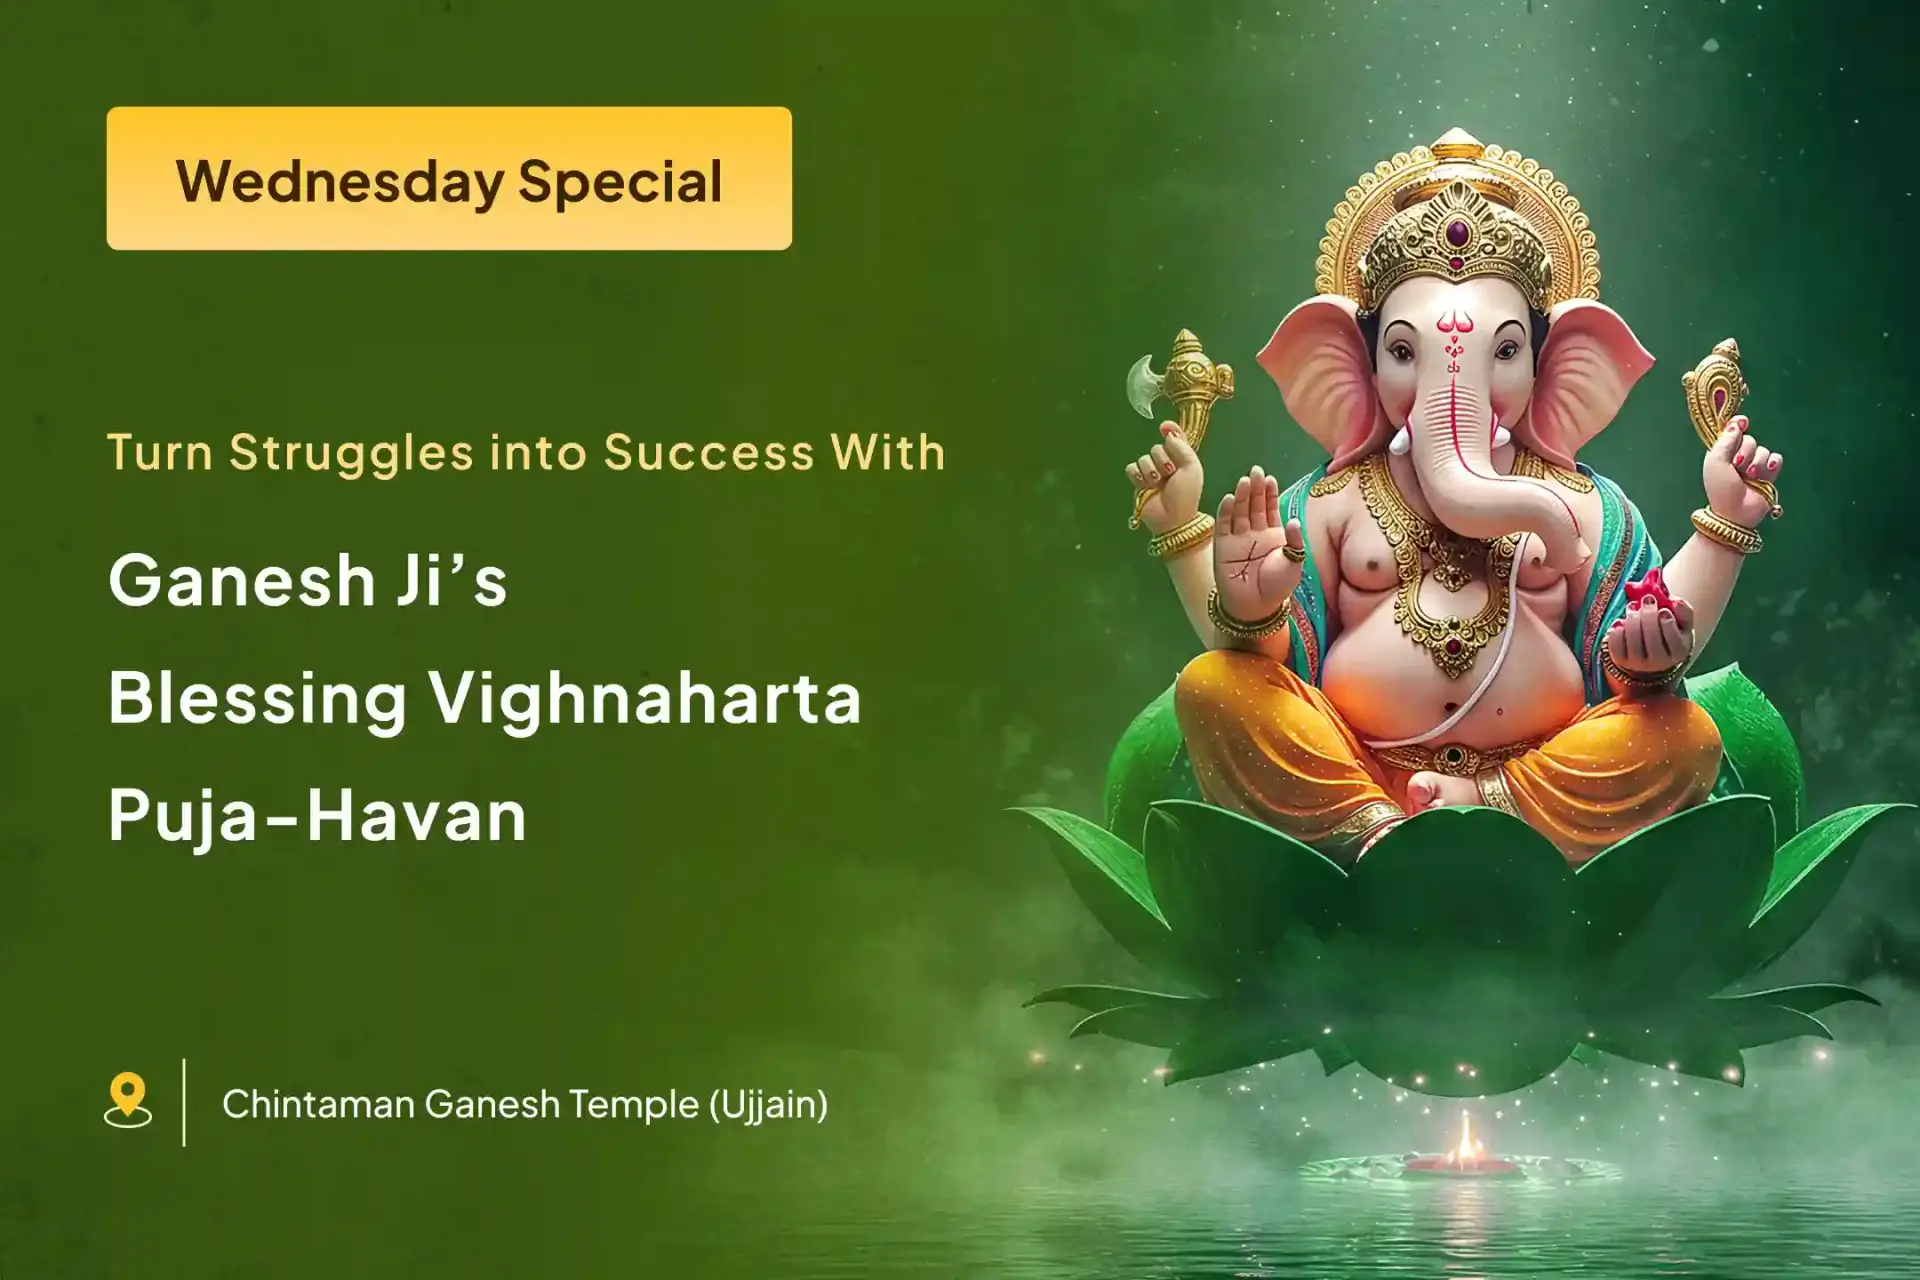 Wednesday Special
Turn Struggles into Success With
Ganesh Ji’s
Blessing Vighnaharta
Puja-Havan
Chintaman Ganesh Temple (Ujjain)